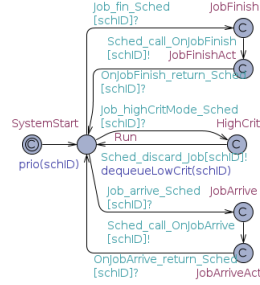 Job_fin_Sched
[schID]?
JobFinish
Sched_call_OnJobFinish
[schID]!
JobFinishAct
OnJobFinish_return_Sched
[schID]?
Job_highCritMode_Sched
[schID]?
SystemStart
HighCrit
Run
prio(schID)
Sched_discard_Job[schID]!
dequeueLowCrit(schID)
Job_arrive_Sched
[schID]?
JobArrive
Sched_call_OnJobArrive
[schID]!
OnJobArrive_return_Sched
[schID]?
JobArriveAct
C
C
C
C
C
C